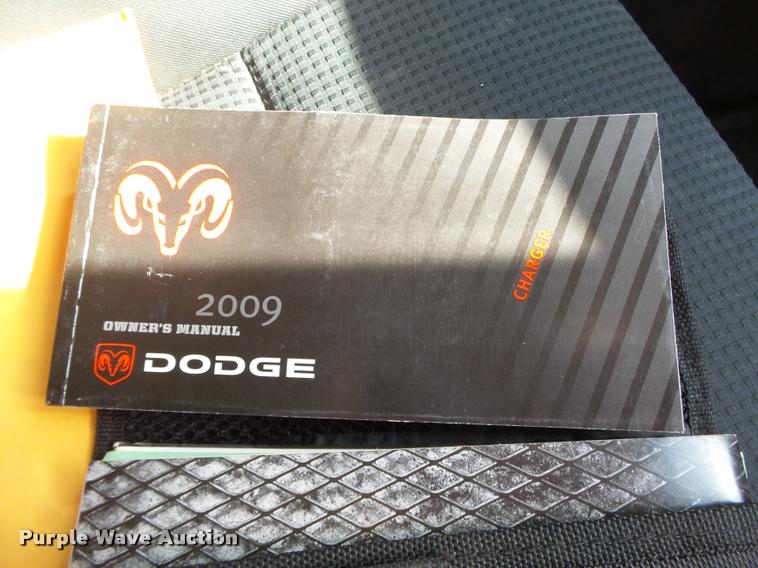 CHARGER
2009
OWNER'S MANUAL
DODGE
Purple Wave Auction